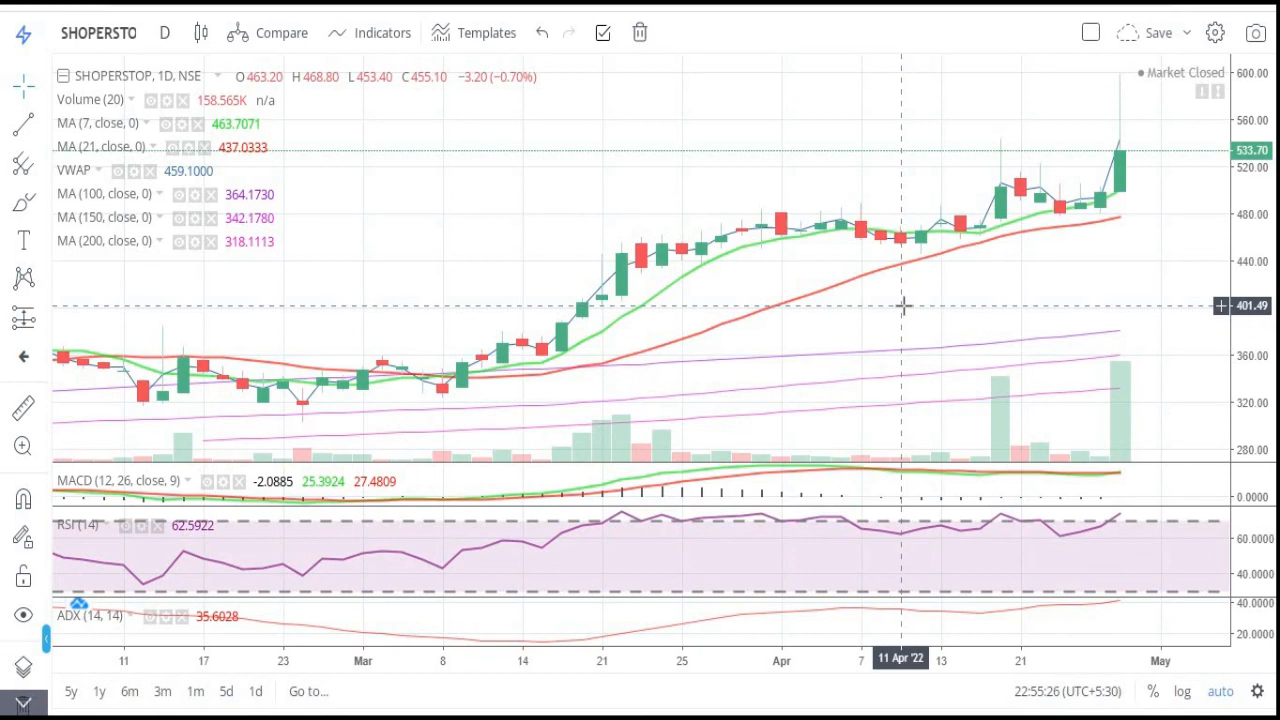 SHOPERSTO D Compare Indicators Templates Save
SHOPERSTOP, 1D, NSE O463.20 H468.80 L453.40 C455.10 −3.20 (−0.70%)
Market Closed
Volume (20) 158.565K n/a
MA (7, close, 0) 463.7071
MA (21, close, 0) 437.0333
VWAP 459.1000
MA (100, close, 0) 364.1730
MA (150, close, 0) 342.1780
MA (200, close, 0) 318.1113
600.00
560.00
533.70
520.00
480.00
440.00
401.49
360.00
320.00
280.00
MACD (12, 26, close, 9) -2.0885 25.3924 27.4809
0.0000
RSI (14) 62.5922
60.0000
40.0000
ADX (14, 14) 35.6028
40.0000
20.0000
11 17 23 Mar 8 14 21 25 Apr 7 11 Apr '22 13 21 May
5y 1y 6m 3m 1m 5d 1d Go to... 22:55:26 (UTC+5:30) % log auto